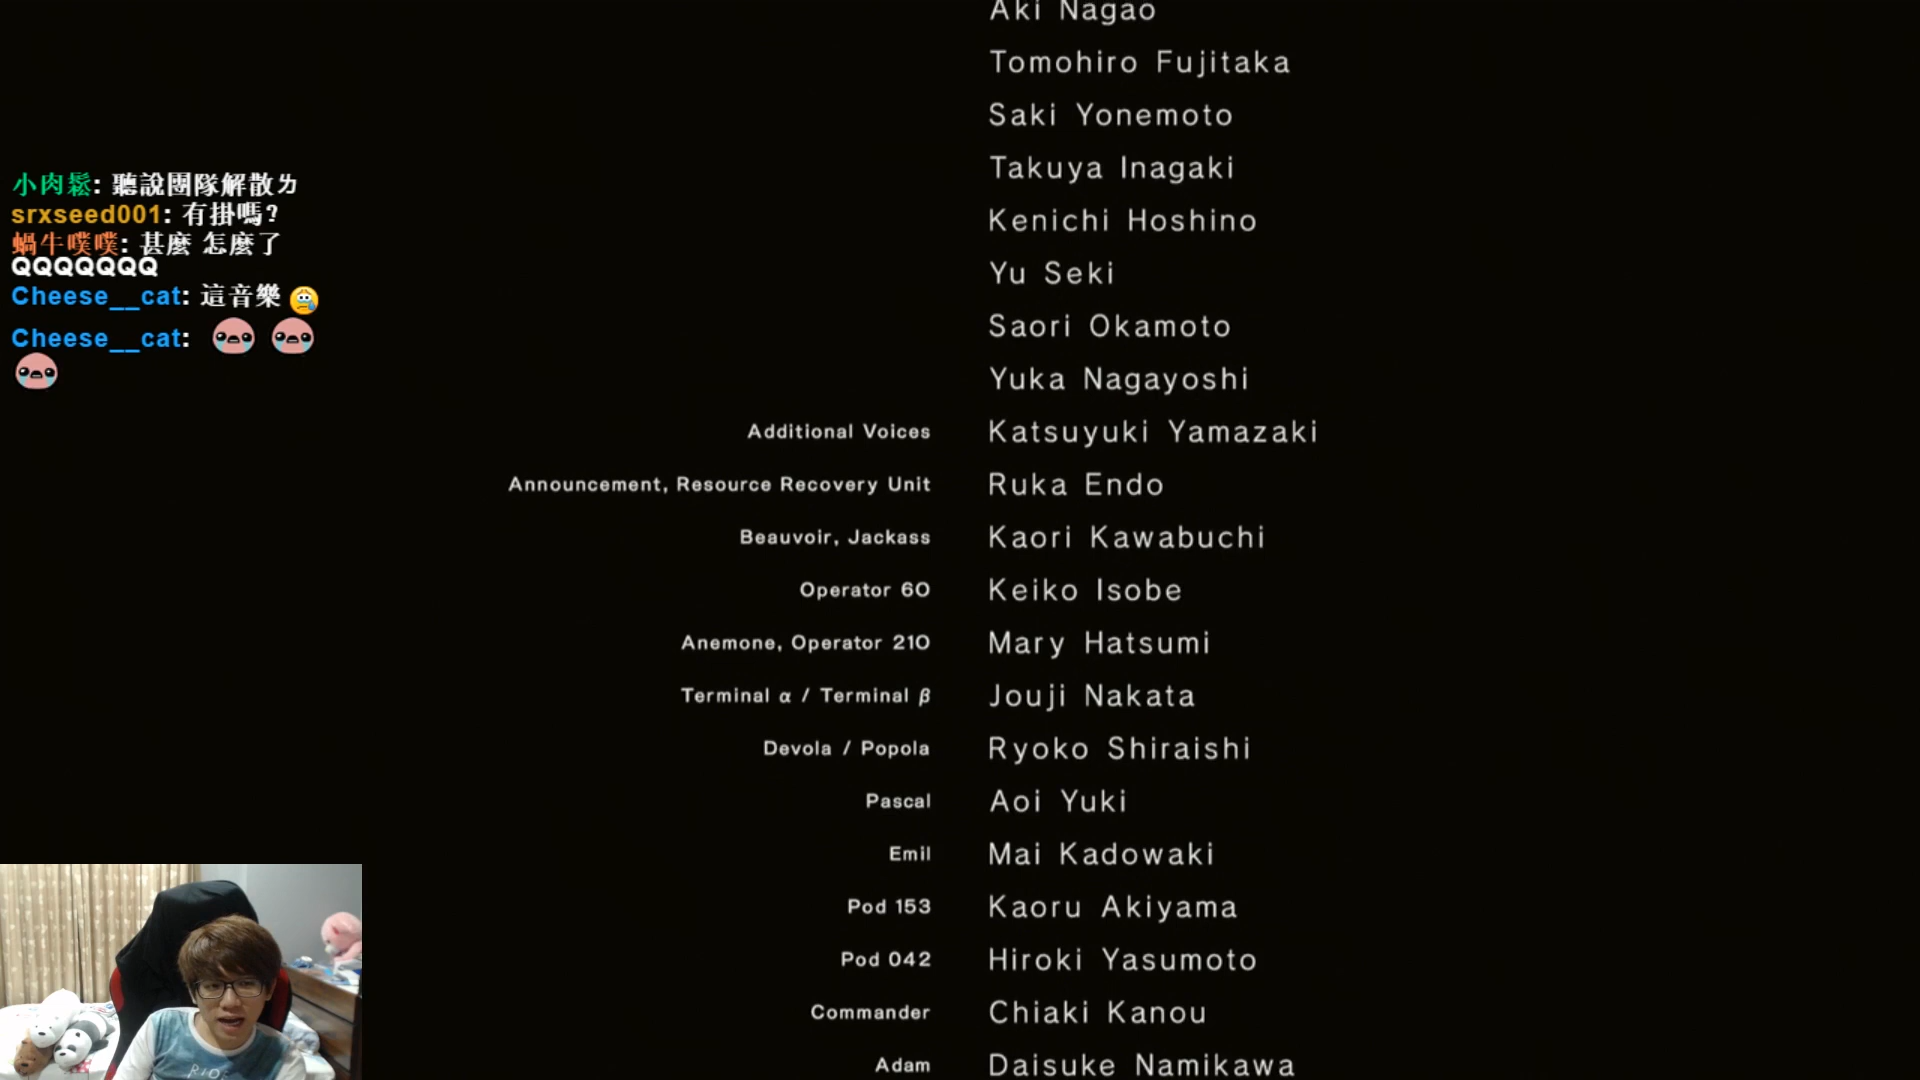 Aki Nagao
Tomohiro Fujitaka
Saki Yonemoto
Takuya Inagaki
Kenichi Hoshino
Yu Seki
Saori Okamoto
Yuka Nagayoshi
Additional Voices Katsuyuki Yamazaki
Announcement, Resource Recovery Unit Ruka Endo
Beauvoir, Jackass Kaori Kawabuchi
Operator 6O Keiko Isobe
Anemone, Operator 21O Mary Hatsumi
Terminal α / Terminal β Jouji Nakata
Devola / Popola Ryoko Shiraishi
Pascal Aoi Yuki
Emil Mai Kadowaki
Pod 153 Kaoru Akiyama
Pod 042 Hiroki Yasumoto
Commander Chiaki Kanou
Adam Daisuke Namikawa
小肉鬆: 聽說團隊解散ㄌ
srxseed001: 有掛嗎?
蝸牛噗噗: 甚麼 怎麼了
QQQQQQQ
Cheese__cat: 這音樂
Cheese__cat: